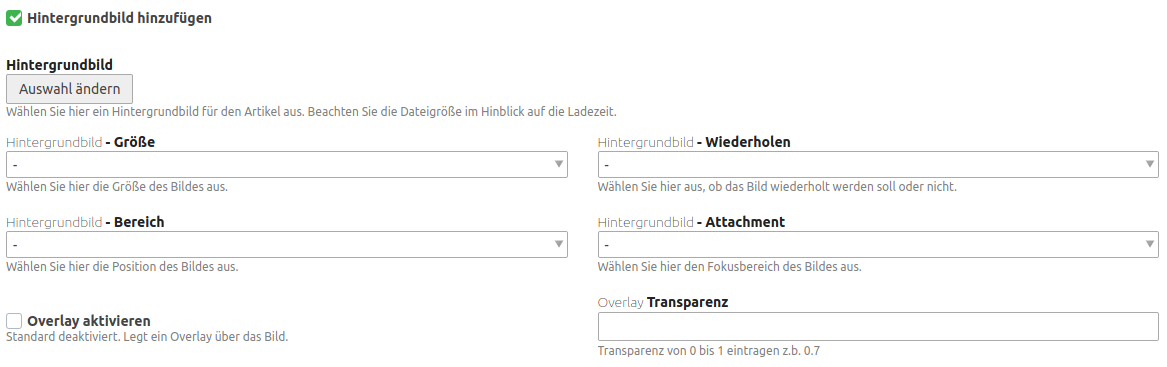 Hintergrundbild hinzufügen
Hintergrundbild
Auswahl ändern
Wählen Sie hier ein Hintergrundbild für den Artikel aus. Beachten Sie die Dateigröße im Hinblick auf die Ladezeit.
Hintergrundbild - Größe
-
Wählen Sie hier die Größe des Bildes aus.
Hintergrundbild - Wiederholen
-
Wählen Sie hier aus, ob das Bild wiederholt werden soll oder nicht.
Hintergrundbild - Bereich
-
Wählen Sie hier die Position des Bildes aus.
Hintergrundbild - Attachment
-
Wählen Sie hier den Fokusbereich des Bildes aus.
Overlay aktivieren
Standard deaktiviert. Legt ein Overlay über das Bild.
Overlay Transparenz
Transparenz von 0 bis 1 eintragen z.b. 0.7